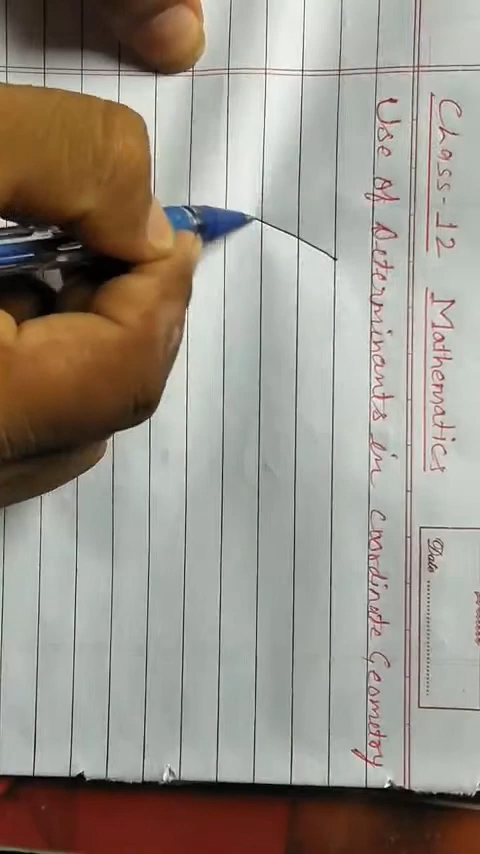 Class-12 Mathematics
Date
Use of Determinants in Coordinate Geometry